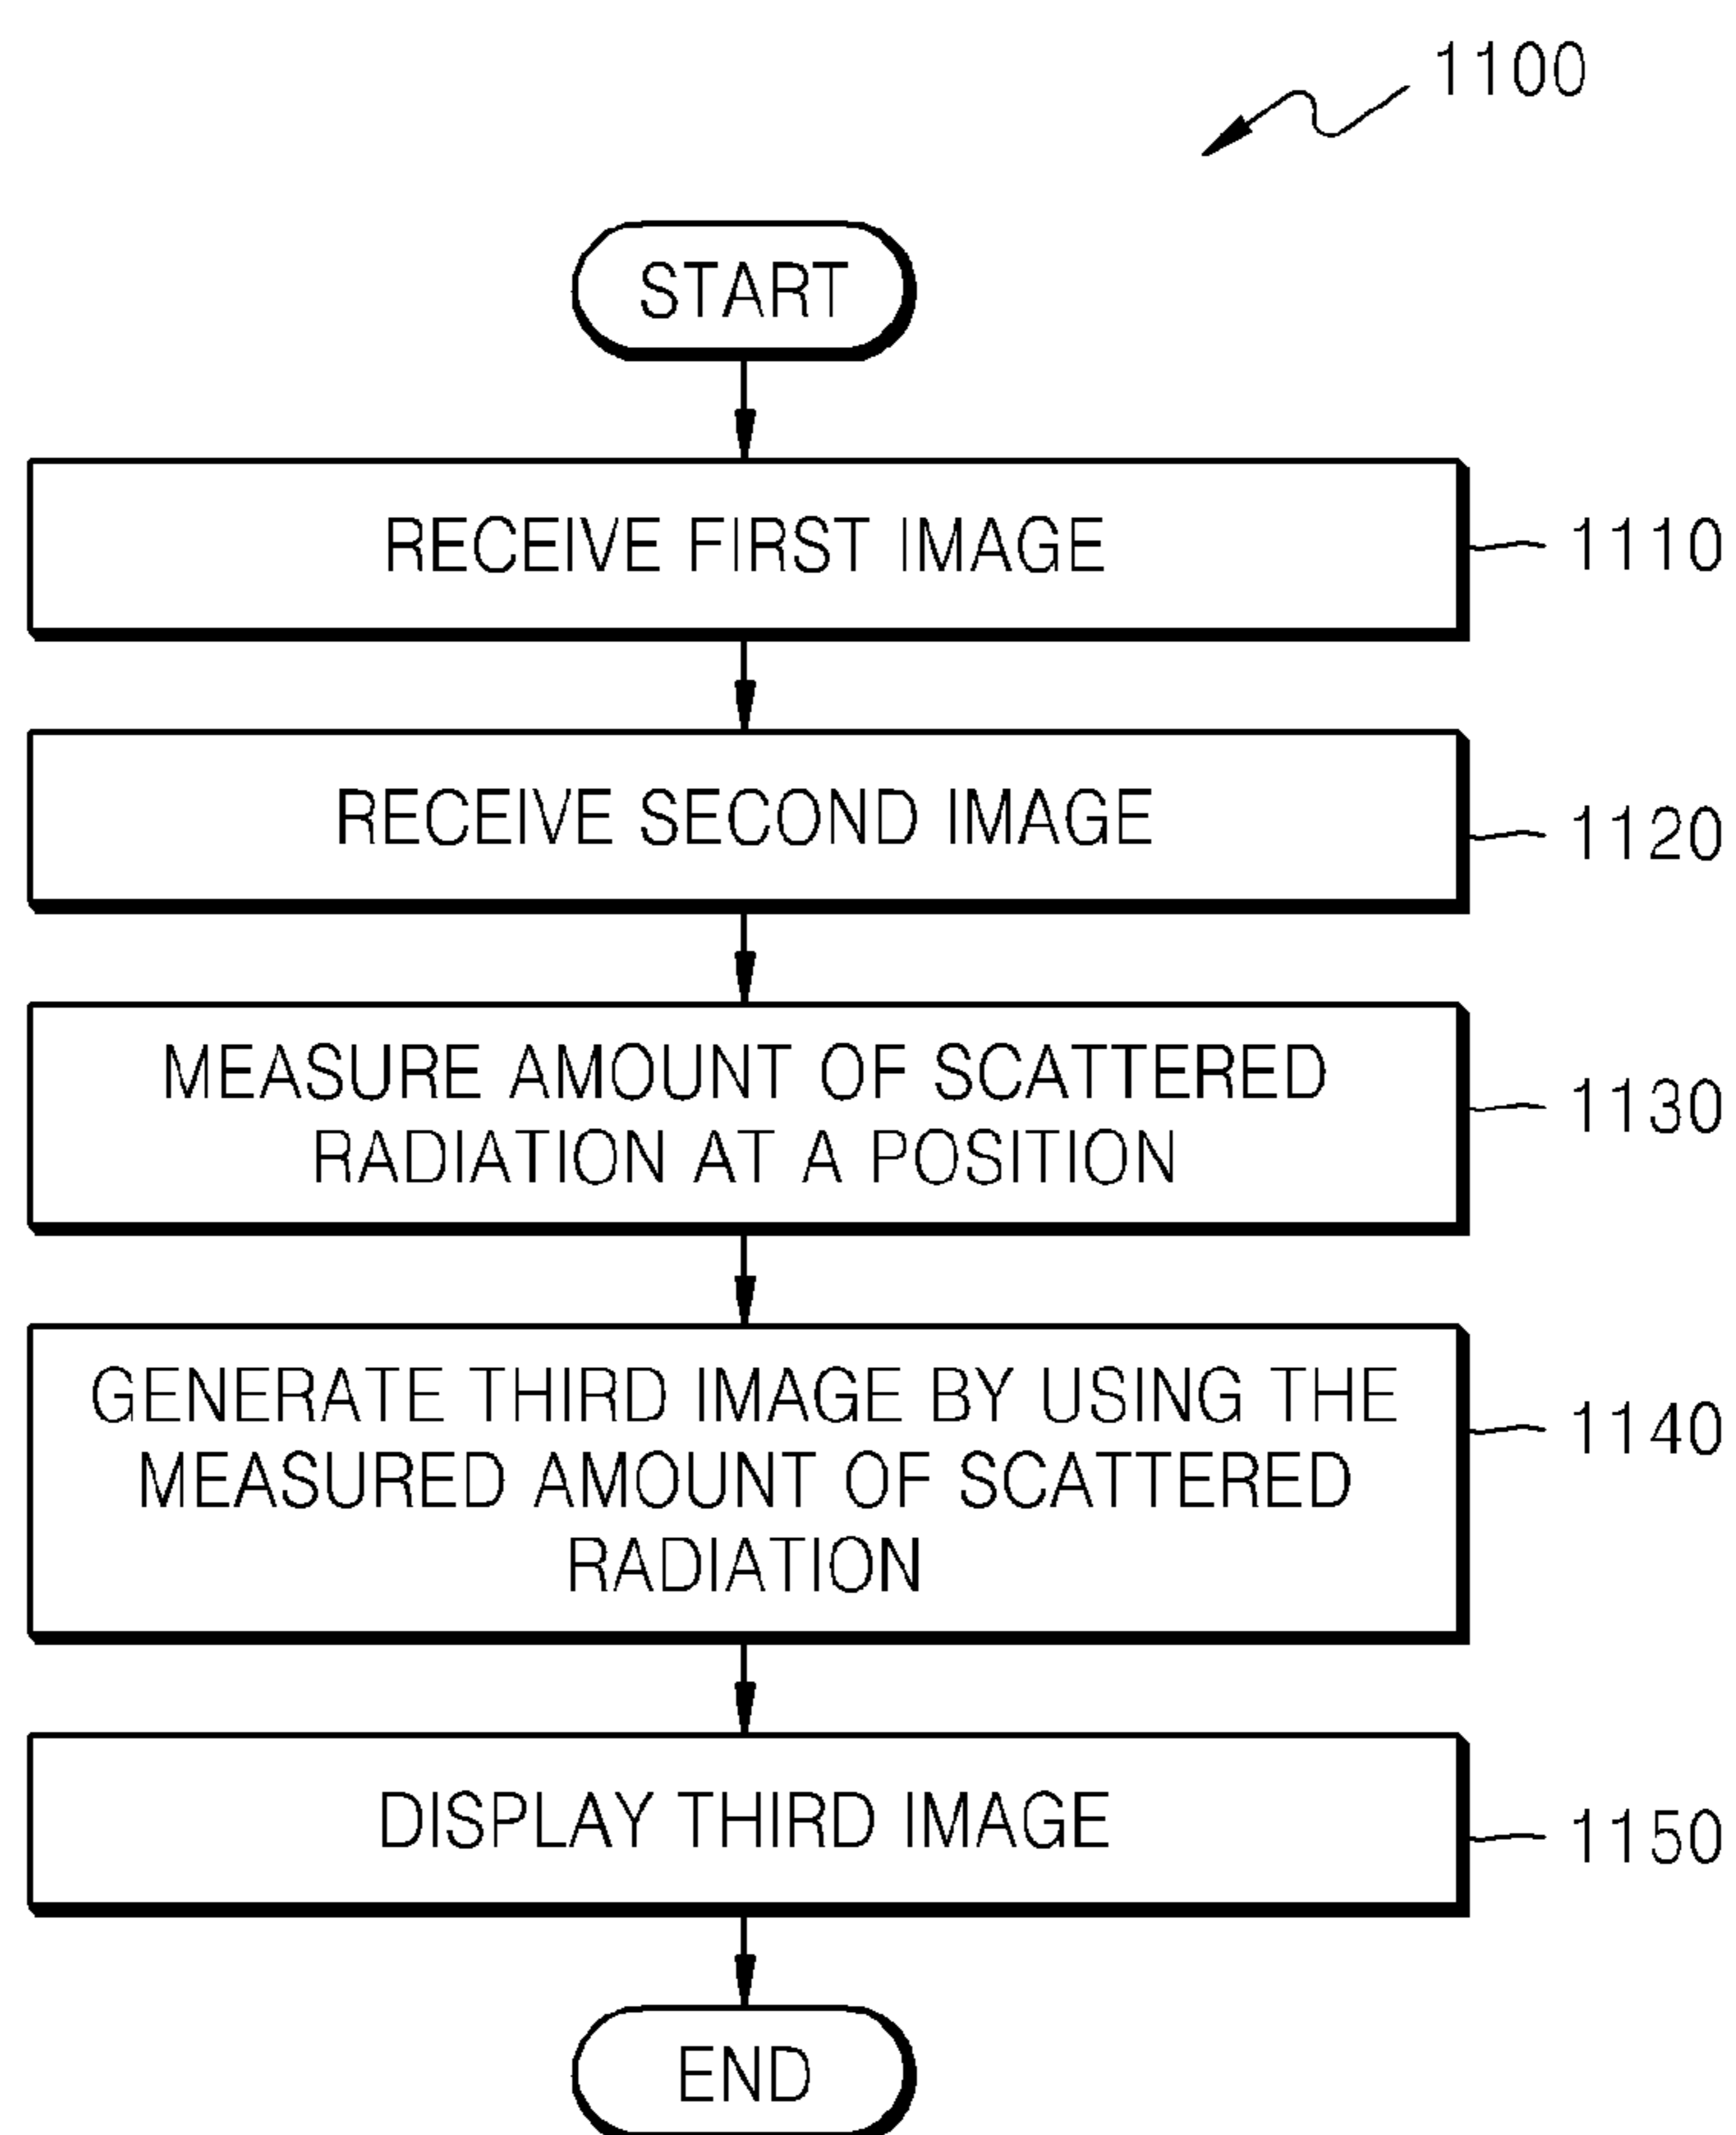 1100
START
RECEIVE FIRST IMAGE
1110
RECEIVE SECOND IMAGE
1120
MEASURE AMOUNT OF SCATTERED
RADIATION AT A POSITION
1130
GENERATE THIRD IMAGE BY USING THE
MEASURED AMOUNT OF SCATTERED
RADIATION
1140
DISPLAY THIRD IMAGE
1150
END